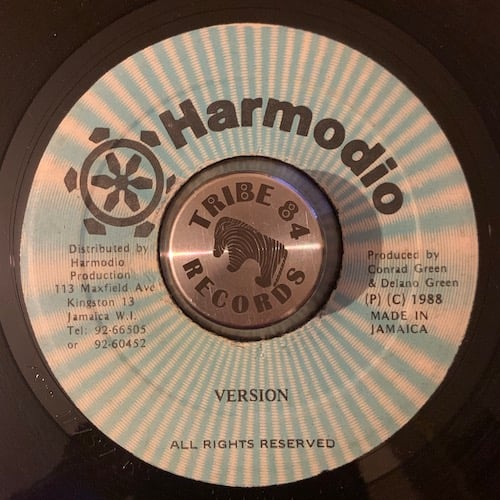 Harmodio
TRIBE 84
RECORDS
Distributed by
Harmodio
Production
113 Maxfield Ave
Kingston 13
Jamaica W.I.
Tel: 92-66505
or 92-60452
Produced by
Conrad Green
& Delano Green
(P) (C) 1988
MADE IN
JAMAICA
VERSION
ALL RIGHTS RESERVED